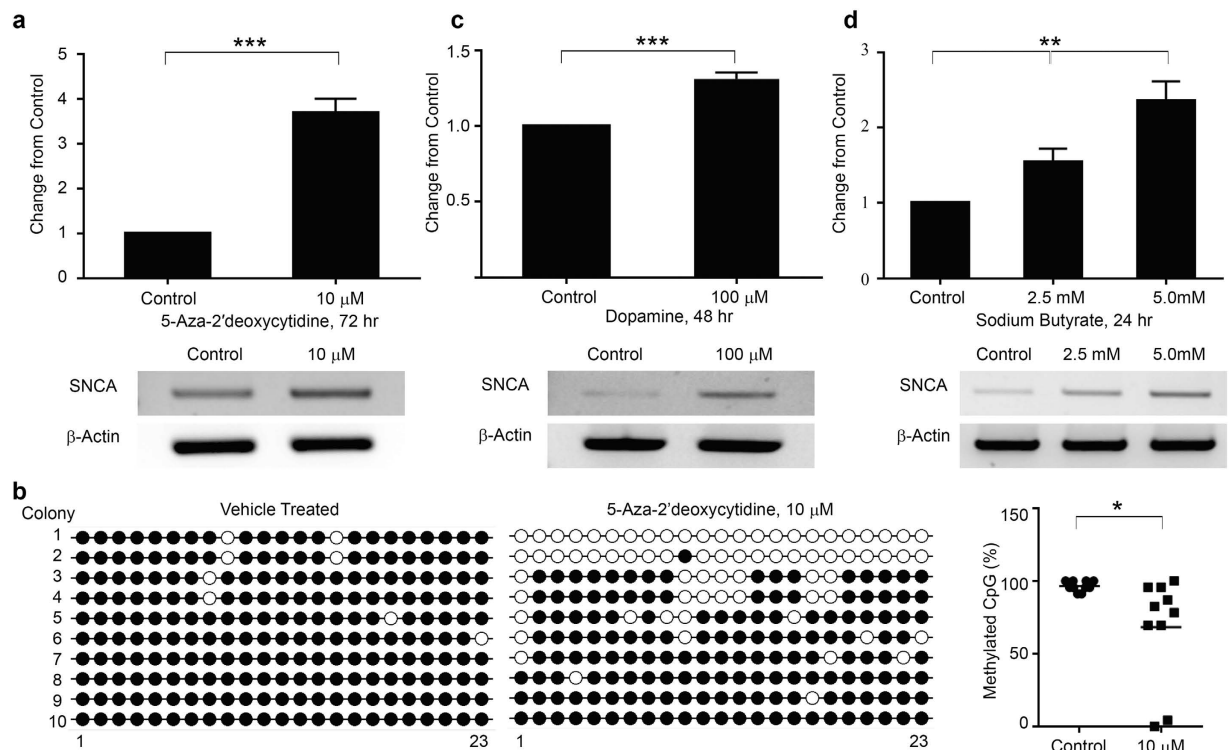 a
***
5
4
3
2
1
0
Change from Control
Control
10 μM
5-Aza-2'deoxycytidine, 72 hr
Control
10 μM
SNCA
β-Actin
c
***
1.5
1.0
0.5
Change from Control
Control
100 μM
Dopamine, 48 hr
Control
100 μM
SNCA
β-Actin
d
**
3
2
1
0
Change from Control
Control
2.5 mM
5.0mM
Sodium Butyrate, 24 hr
Control
2.5 mM
5.0mM
SNCA
β-Actin
b
Colony
Vehicle Treated
1
2
3
4
5
6
7
8
9
10
1
23
5-Aza-2'deoxycytidine, 10 μM
1
23
*
150
100
50
0
Methylated CpG (%)
Control
10 μM